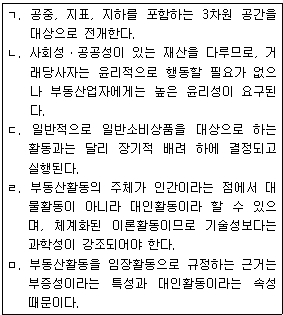 ㄱ. 공중, 지표, 지하를 포함하는 3차원 공간을
대상으로 전개한다.
ㄴ. 사회성·공공성이 있는 재산을 다루므로, 거
래당사자는 윤리적으로 행동할 필요가 없으
나 부동산업자에게는 높은 윤리성이 요구된
다.
ㄷ. 일반적으로 일반소비상품을 대상으로 하는
활동과는 달리 장기적 배려 하에 결정되고
실행된다.
ㄹ. 부동산활동의 주체가 인간이라는 점에서 대
물활동이 아니라 대인활동이라 할 수 있으
며, 체계화된 이론활동이므로 기술성보다는
과학성이 강조되어야 한다.
ㅁ. 부동산활동을 임장활동으로 규정하는 근거는
부증성이라는 특성과 대인활동이라는 속성
때문이다.